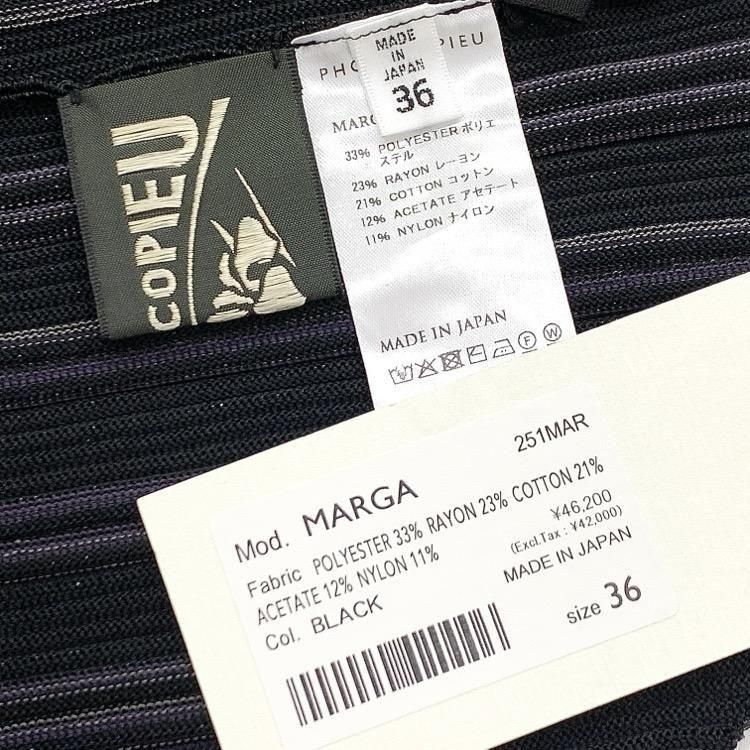 COPIEU
MADE
IN
JAPAN
36
PHO PIEU
MARG
33% POLYESTER ポリエ
ステル
23% RAYON レーヨン
21% COTTON コットン
12% ACETATE アセテート
11% NYLON ナイロン
MADE IN JAPAN
251MAR
Mod. MARGA
Fabric POLYESTER 33% RAYON 23% COTTON 21%
ACETATE 12% NYLON 11%
Col. BLACK
¥46,200
(Excl.Tax : ¥42,000)
MADE IN JAPAN
size 36